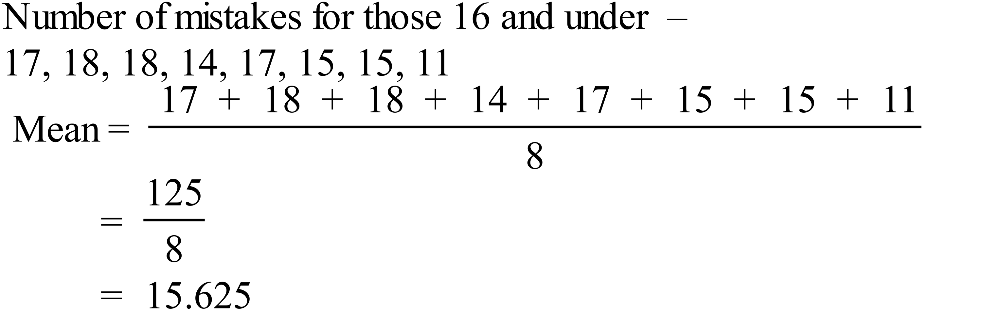 Number of mistakes for those 16 and under –
17, 18, 18, 14, 17, 15, 15, 11
Mean = 17 + 18 + 18 + 14 + 17 + 15 + 15 + 11
8
= 125
8
= 15.625